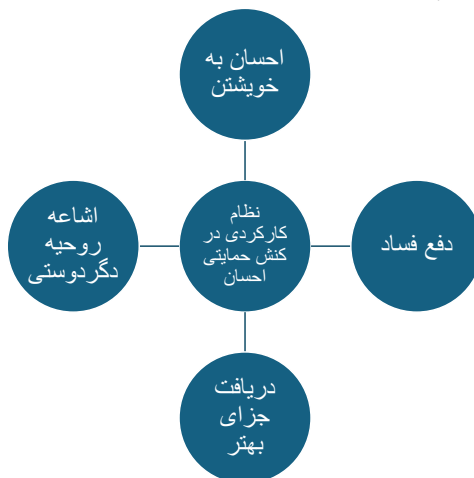 احسان به
خویشتن
دفع فساد
نظام
کارکردی در
کنش حمایتی
احسان
اشاعه
روحیه
دگردوستی
دریافت
جزای
بهتر